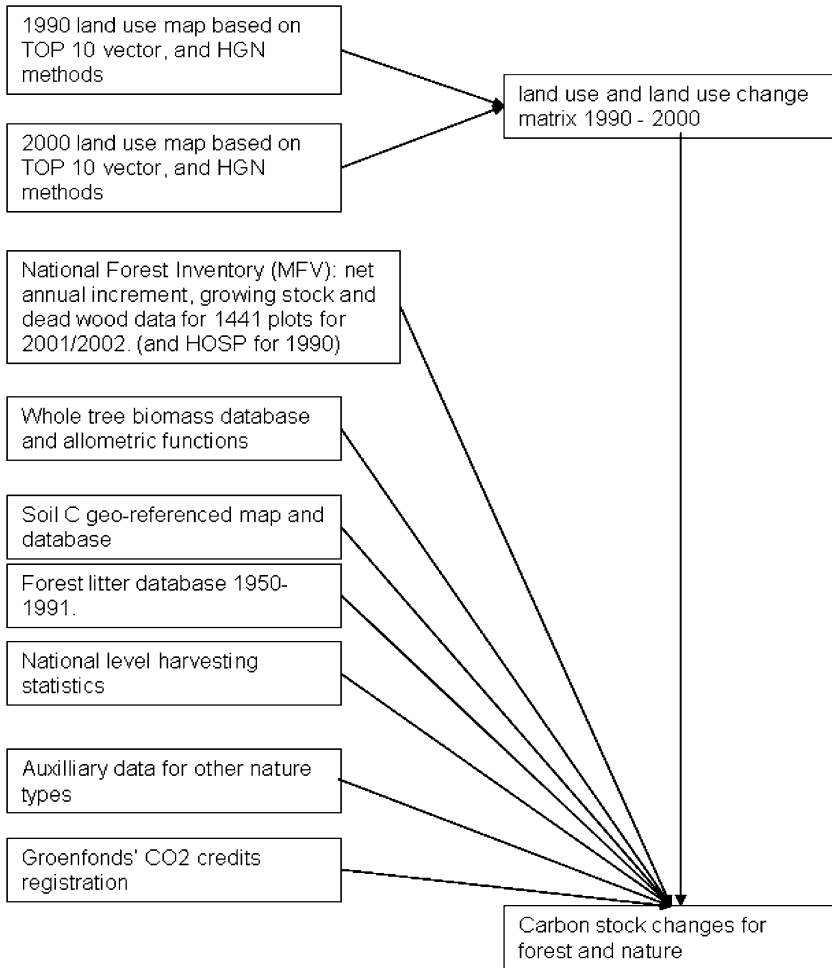 1990 land use map based on
TOP 10 vector, and HGN
methods
land use and land use change
matrix 1990 - 2000
2000 land use map based on
TOP 10 vector, and HGN
methods
National Forest Inventory (MFV): net
annual increment, growing stock and
dead wood data for 1441 plots for
2001/2002. (and HOSP for 1990)
Whole tree biomass database
and allometric functions
Soil C geo-referenced map and
database
Forest litter database 1950-
1991.
National level harvesting
statistics
Auxilliary data for other nature
types
Groenfonds' CO2 credits
registration
Carbon stock changes for
forest and nature